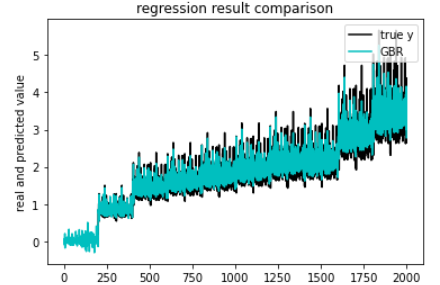 regression result comparison
true y
GBR
real and predicted value
5
4
3
2
1
0
0 250 500 750 1000 1250 1500 1750 2000